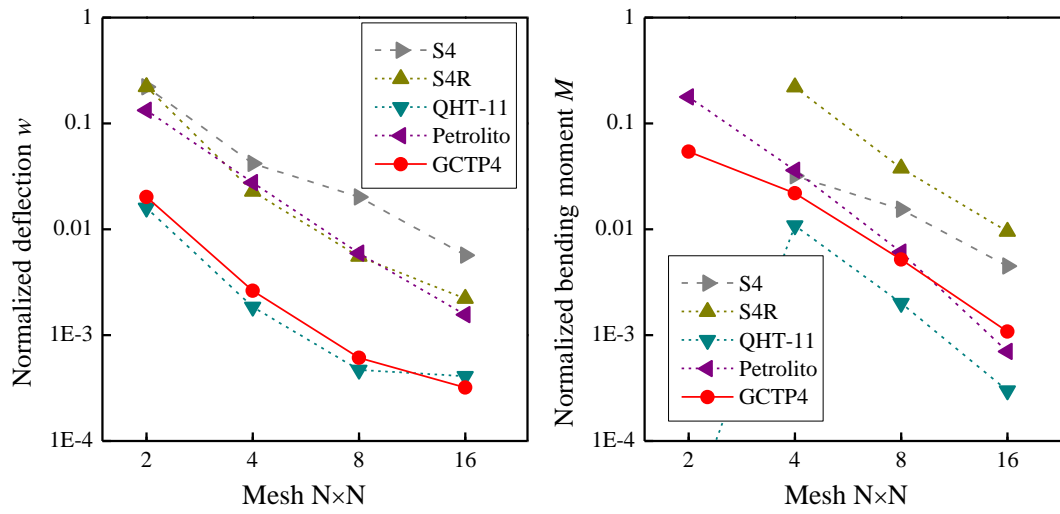 Normalized deflection w
1
0.1
0.01
1E-3
1E-4
2
4
8
16
Mesh N×N
S4
S4R
QHT-11
Petrolito
GCTP4
Normalized bending moment M
1
0.1
0.01
1E-3
1E-4
2
4
8
16
Mesh N×N
S4
S4R
QHT-11
Petrolito
GCTP4